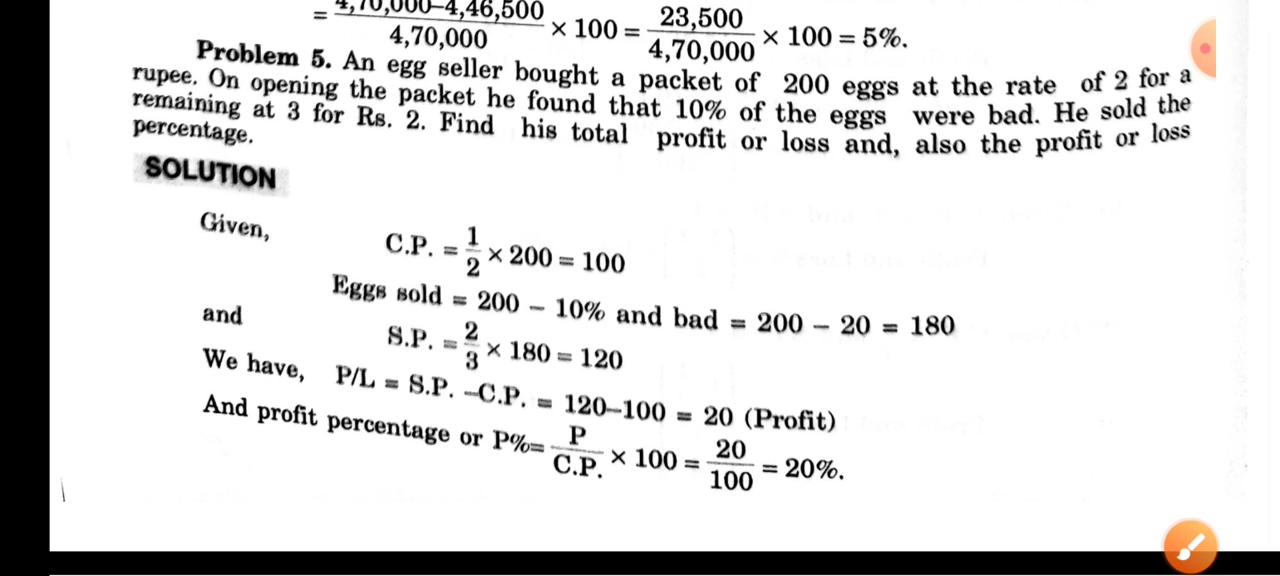 = 4,70,000–4,46,500 / 4,70,000 × 100 = 23,500 / 4,70,000 × 100 = 5%.
Problem 5. An egg seller bought a packet of 200 eggs at the rate of 2 for a
rupee. On opening the packet he found that 10% of the eggs were bad. He sold the
remaining at 3 for Rs. 2. Find his total profit or loss and, also the profit or loss
percentage.
SOLUTION
Given,
C.P. = 1/2 × 200 = 100
Eggs sold = 200 – 10% and bad = 200 – 20 = 180
and S.P. = 2/3 × 180 = 120
We have, P/L = S.P. –C.P. = 120–100 = 20 (Profit)
And profit percentage or P%= P/C.P. × 100 = 20/100 = 20%.